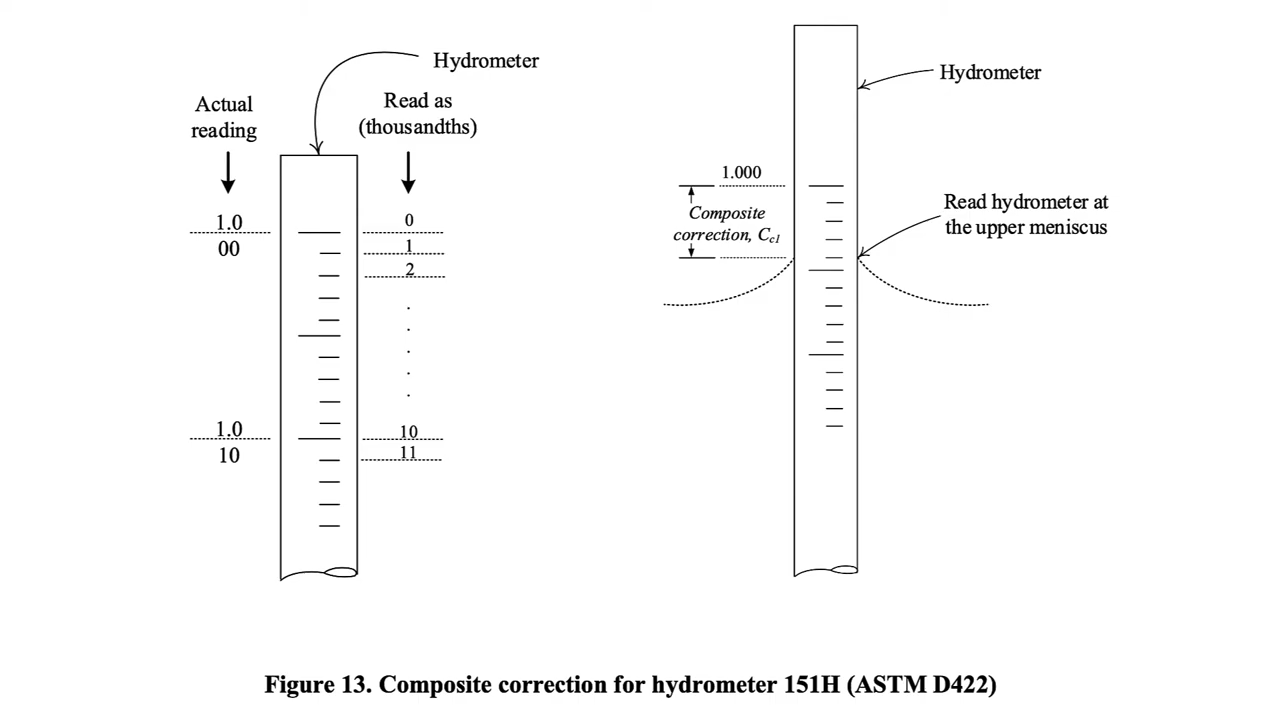 Hydrometer
Actual
reading
Read as
(thousandths)
1.0
00
0
1
2
1.0
10
10
11
Hydrometer
1.000
Composite
correction, Cc1
Read hydrometer at
the upper meniscus
Figure 13. Composite correction for hydrometer 151H (ASTM D422)